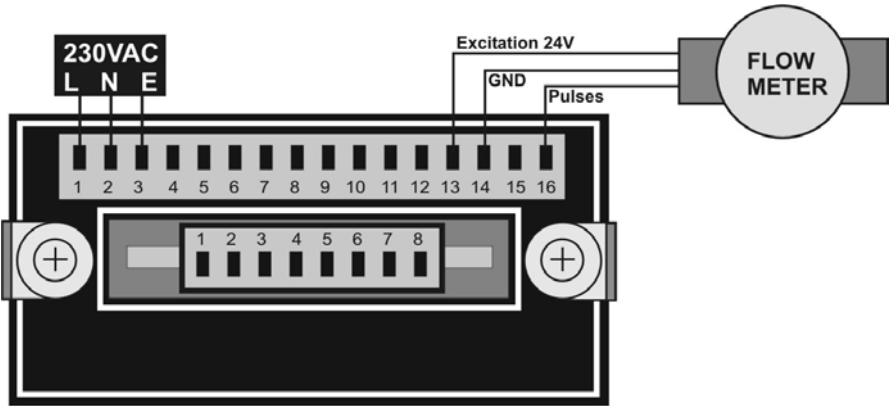 230VAC
L N E
Excitation 24V
GND
Pulses
FLOW
METER
1 2 3 4 5 6 7 8 9 10 11 12 13 14 15 16
1 2 3 4 5 6 7 8